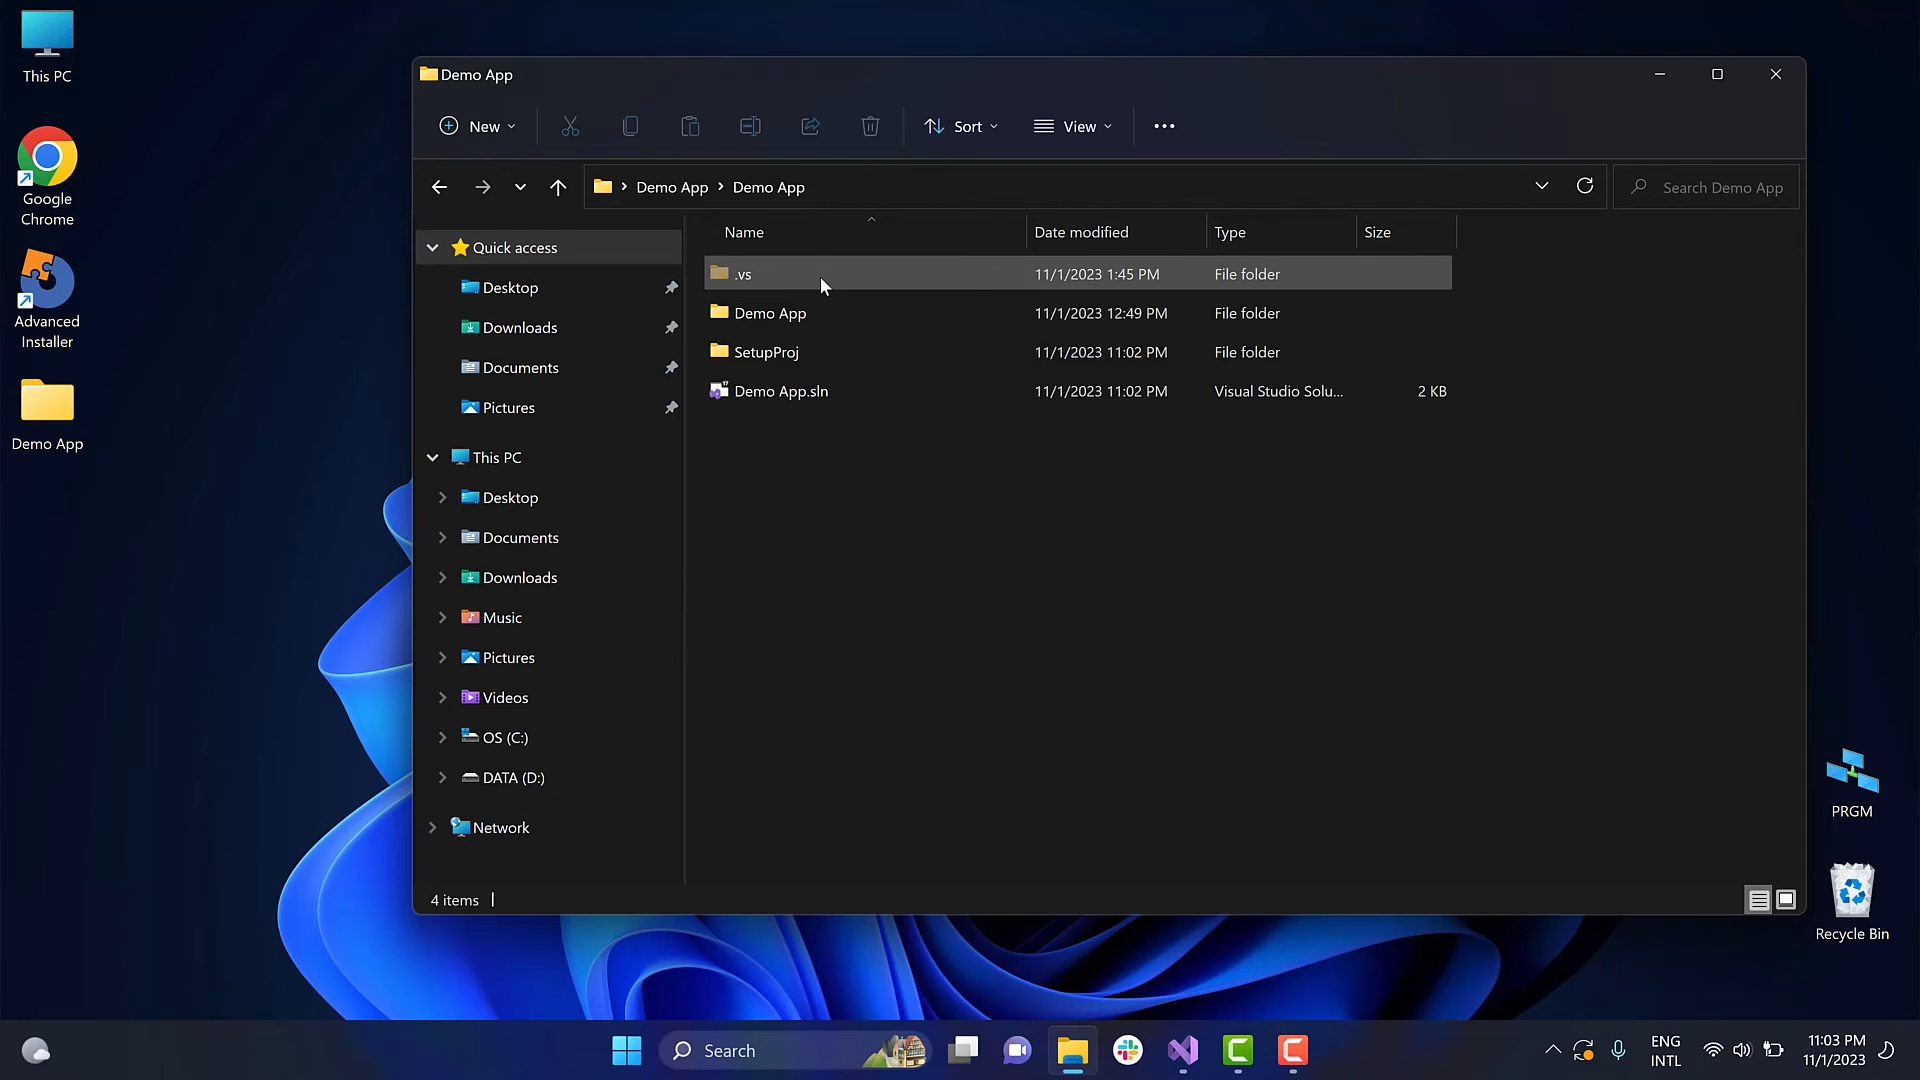 This PC
Google
Chrome
Advanced
Installer
Demo App
Demo App
New
Sort
View
Demo App > Demo App
Search Demo App
Name Date modified Type Size
.vs 11/1/2023 1:45 PM File folder
Demo App 11/1/2023 12:49 PM File folder
SetupProj 11/1/2023 11:02 PM File folder
Demo App.sln 11/1/2023 11:02 PM Visual Studio Solu... 2 KB
Quick access
Desktop
Downloads
Documents
Pictures
This PC
Desktop
Documents
Downloads
Music
Pictures
Videos
OS (C:)
DATA (D:)
Network
4 items
PRGM
Recycle Bin
Search
ENG
INTL
11:03 PM
11/1/2023